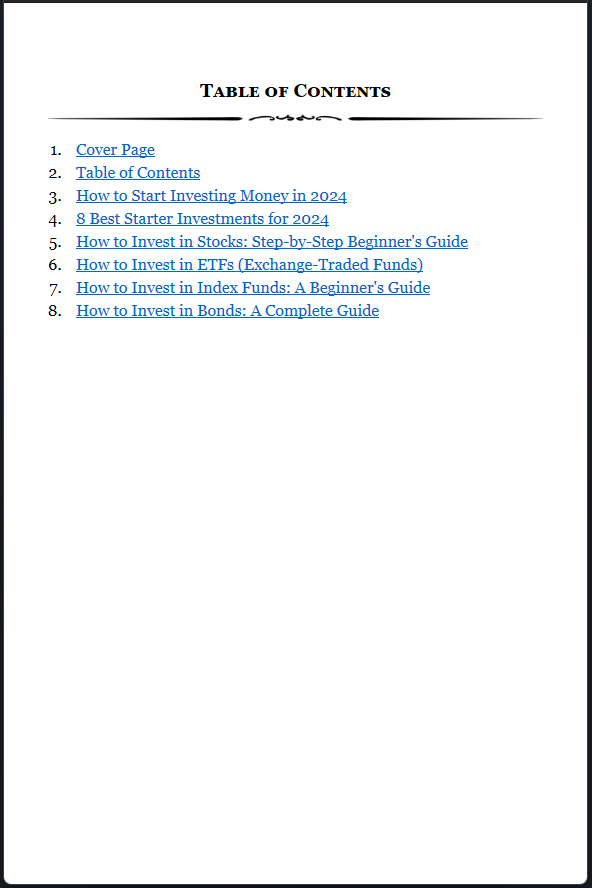 Table of Contents
1. Cover Page
2. Table of Contents
3. How to Start Investing Money in 2024
4. 8 Best Starter Investments for 2024
5. How to Invest in Stocks: Step-by-Step Beginner's Guide
6. How to Invest in ETFs (Exchange-Traded Funds)
7. How to Invest in Index Funds: A Beginner's Guide
8. How to Invest in Bonds: A Complete Guide